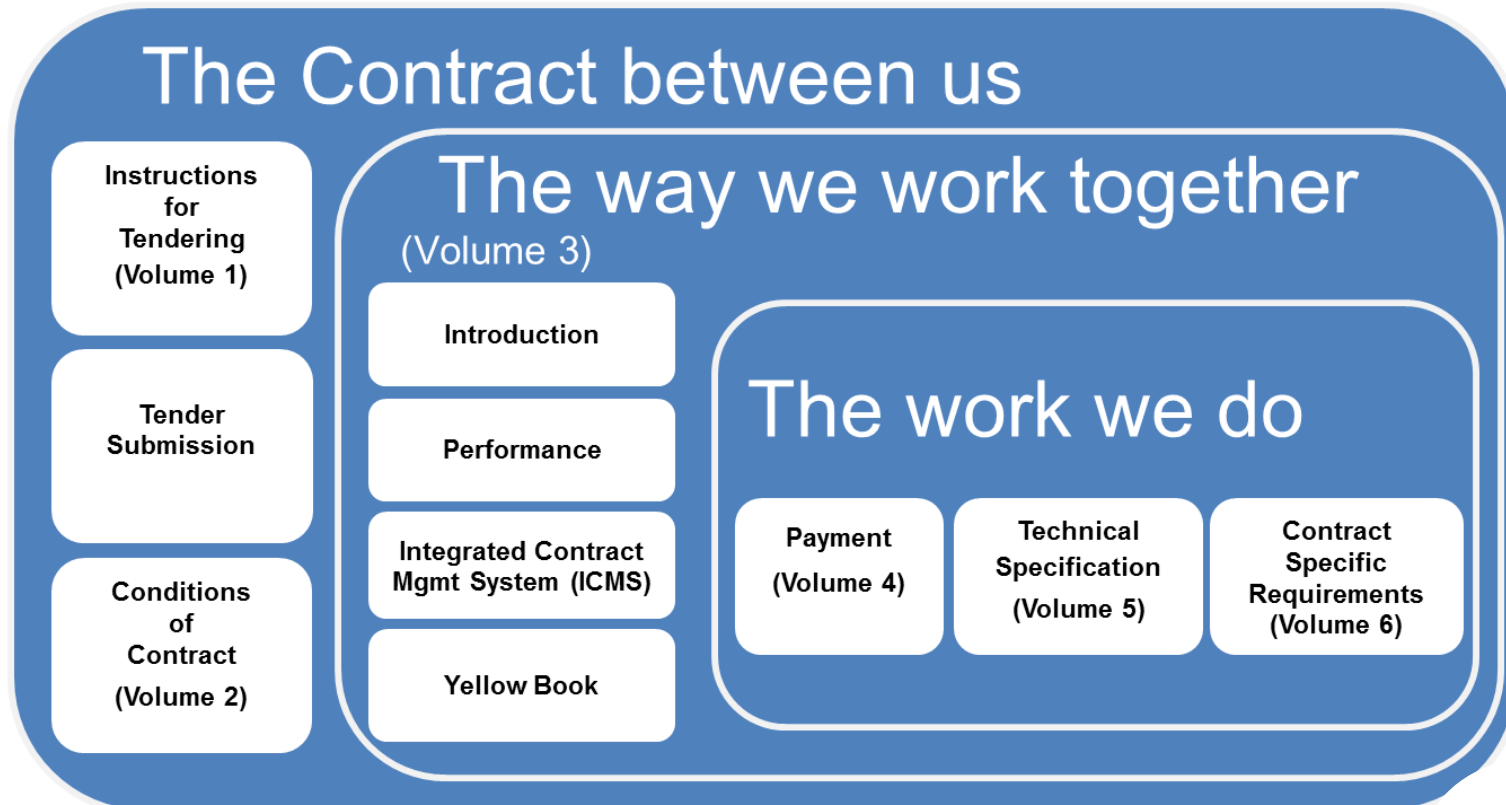 The Contract between us
Instructions
for
Tendering
(Volume 1)
Tender
Submission
Conditions
of
Contract
(Volume 2)
The way we work together
(Volume 3)
Introduction
Performance
Integrated Contract
Mgmt System (ICMS)
Yellow Book
The work we do
Payment
(Volume 4)
Technical
Specification
(Volume 5)
Contract
Specific
Requirements
(Volume 6)